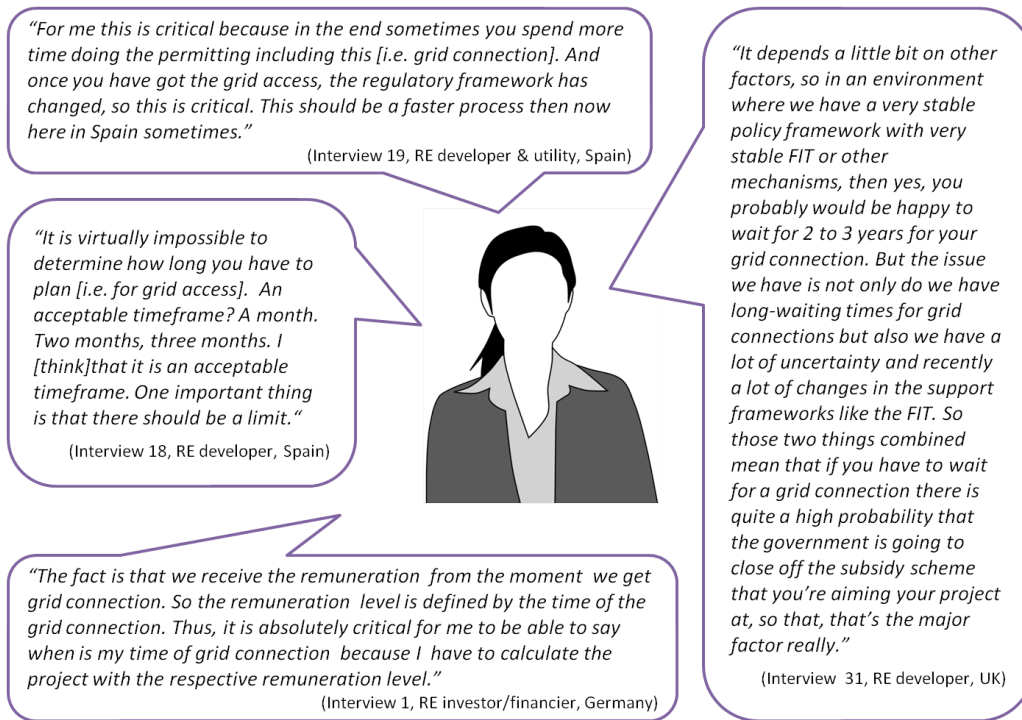 “For me this is critical because in the end sometimes you spend more
time doing the permitting including this [i.e. grid connection]. And
once you have got the grid access, the regulatory framework has
changed, so this is critical. This should be a faster process then now
here in Spain sometimes.”
(Interview 19, RE developer & utility, Spain)
“It is virtually impossible to
determine how long you have to
plan [i.e. for grid access].  An
acceptable timeframe? A month.
Two months, three months. I
[think]that it is an acceptable
timeframe. One important thing
is that there should be a limit.“
(Interview 18, RE developer, Spain)
“The fact is that we receive the remuneration from the moment we get
grid connection. So the remuneration level is defined by the time of the
grid connection. Thus, it is absolutely critical for me to be able to say
when is my time of grid connection because I have to calculate the
project with the respective remuneration level.”
(Interview 1, RE investor/financier, Germany)
“It depends a little bit on other
factors, so in an environment
where we have a very stable
policy framework with very
stable FIT or other
mechanisms, then yes, you
probably would be happy to
wait for 2 to 3 years for your
grid connection. But the issue
we have is not only do we have
long-waiting times for grid
connections but also we have a
lot of uncertainty and recently
a lot of changes in the support
frameworks like the FIT. So
those two things combined
mean that if you have to wait
for a grid connection there is
quite a high probability that
the government is going to
close off the subsidy scheme
that you’re aiming your project
at, so that, that’s the major
factor really.”
(Interview 31, RE developer, UK)